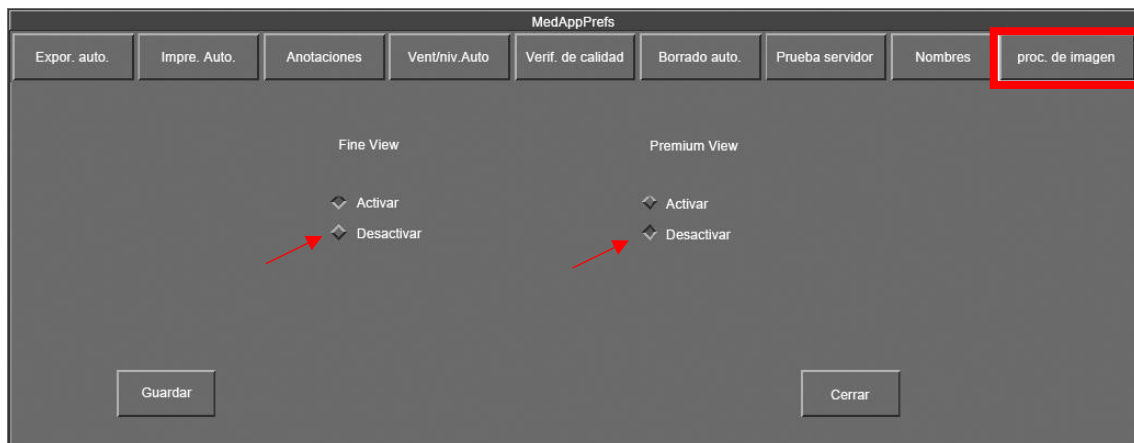 MedAppPrefs
Expor. auto. Impre. Auto. Anotaciones Vent/niv.Auto Verif. de calidad Borrado auto. Prueba servidor Nombres proc. de imagen
Fine View Premium View
Activar Activar
Desactivar Desactivar
Guardar Cerrar